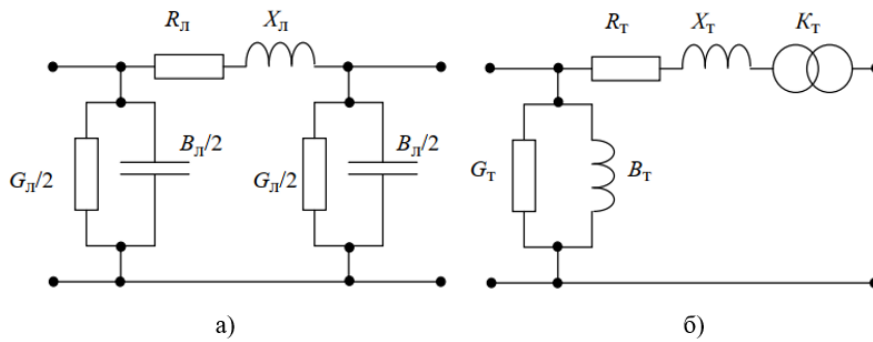 Rл Xл
Gл/2 Bл/2 Gл/2 Bл/2
а)
Rт Xт Kт
Gт Bт
б)